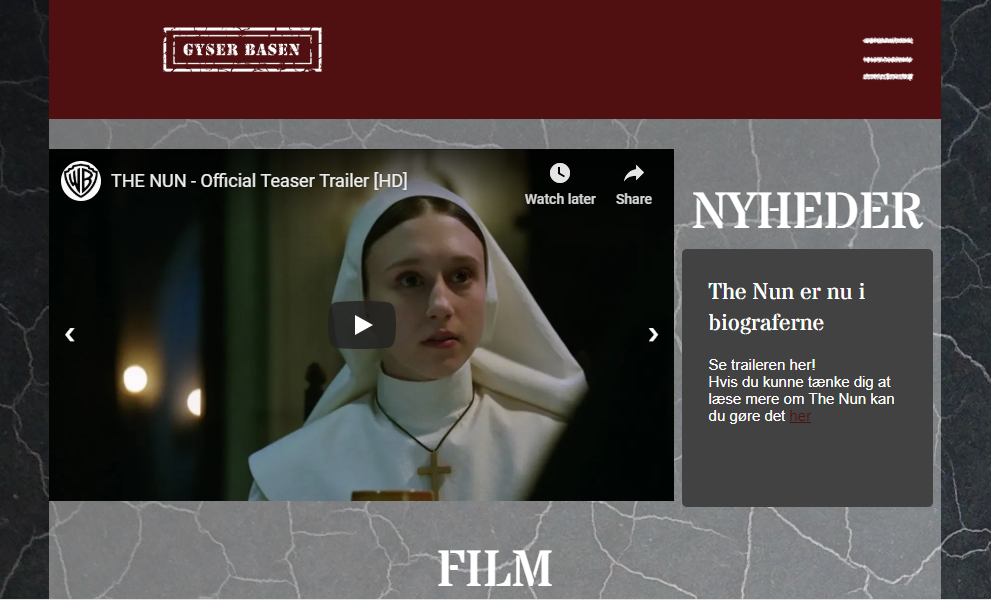 GYSER BASEN
WB
THE NUN - Official Teaser Trailer [HD]
Watch later
Share
NYHEDER
The Nun er nu i
biograferne
Se traileren her!
Hvis du kunne tænke dig at
læse mere om The Nun kan
du gøre det her
FILM